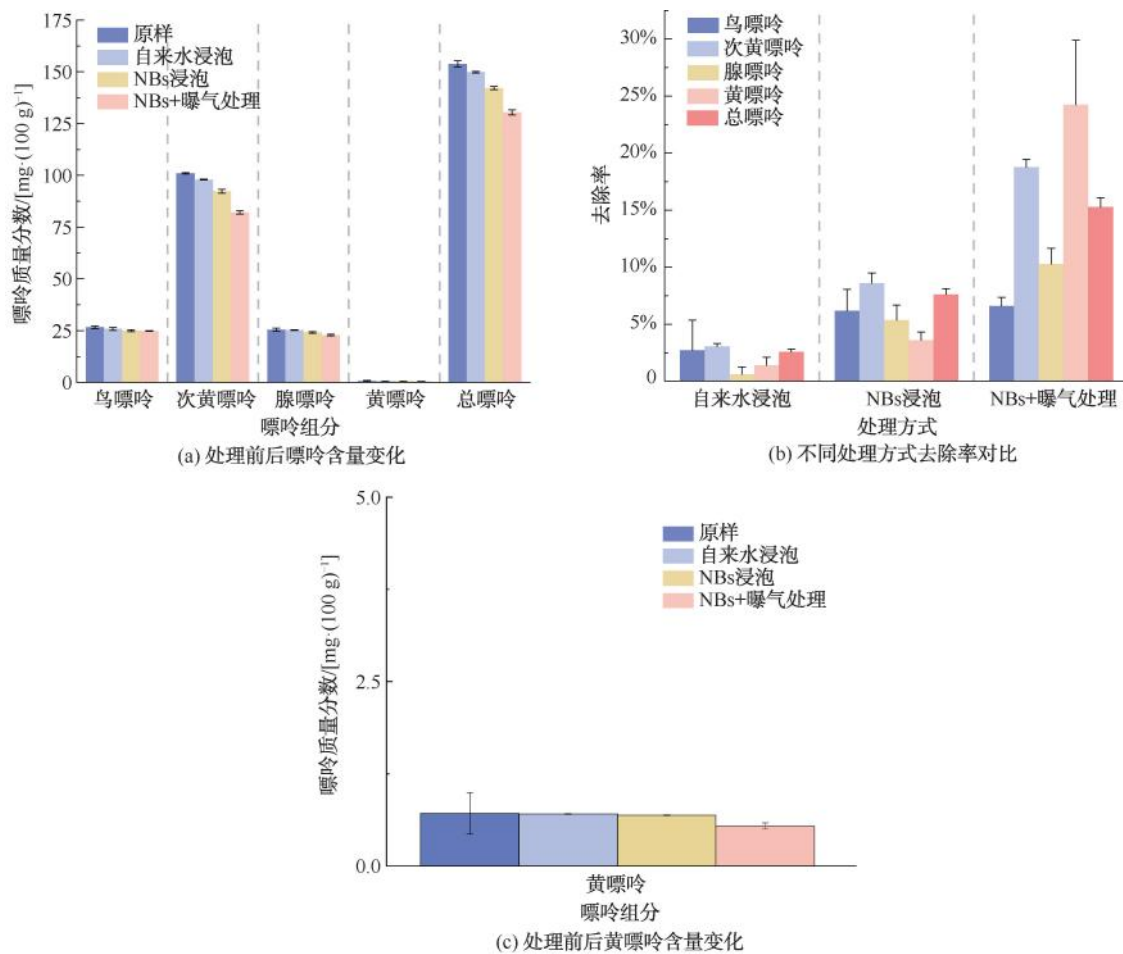 嘌呤质量分数/[mg·(100 g)⁻¹]
175
150
125
100
75
50
25
0
原样
自来水浸泡
NBs浸泡
NBs+曝气处理
鸟嘌呤
次黄嘌呤
腺嘌呤
黄嘌呤
总嘌呤
嘌呤组分
(a) 处理前后嘌呤含量变化
去除率
30%
25%
20%
15%
10%
5%
0
鸟嘌呤
次黄嘌呤
腺嘌呤
黄嘌呤
总嘌呤
自来水浸泡
NBs浸泡
NBs+曝气处理
处理方式
(b) 不同处理方式去除率对比
嘌呤质量分数/[mg·(100 g)⁻¹]
5.0
2.5
0.0
原样
自来水浸泡
NBs浸泡
NBs+曝气处理
黄嘌呤
嘌呤组分
(c) 处理前后黄嘌呤含量变化